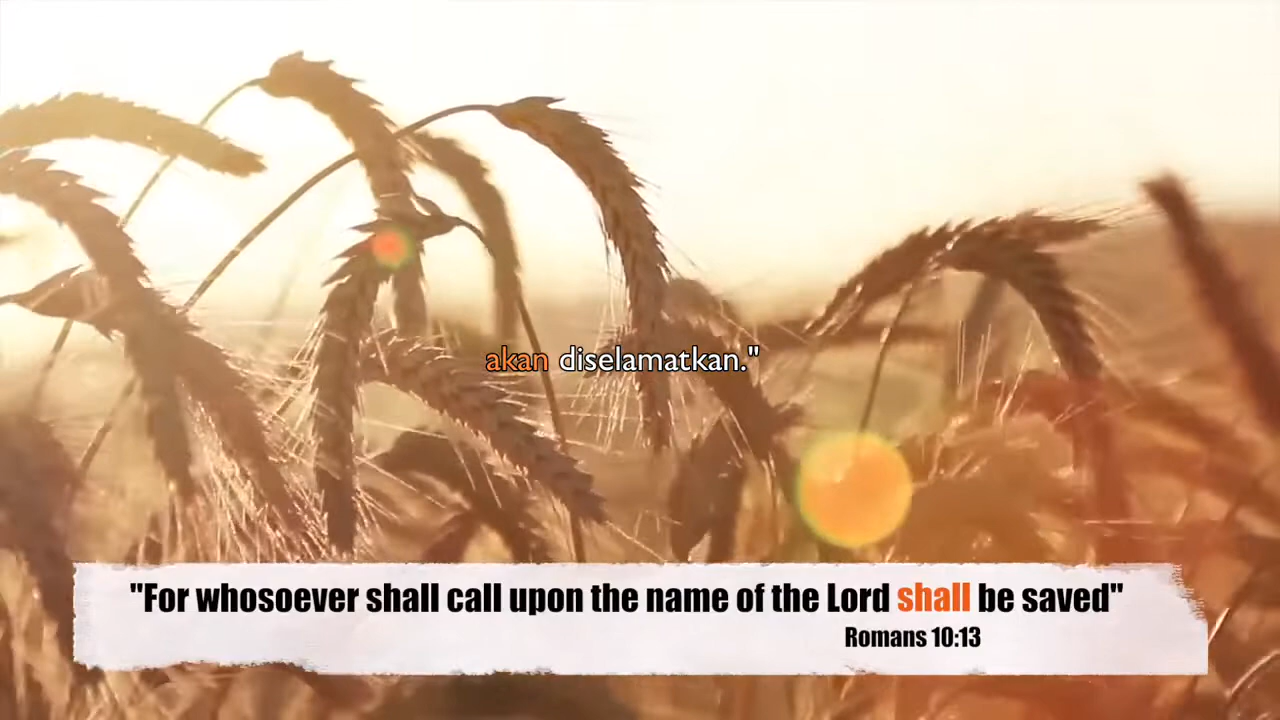 akan diselamatkan."
"For whosoever shall call upon the name of the Lord shall be saved"
Romans 10:13